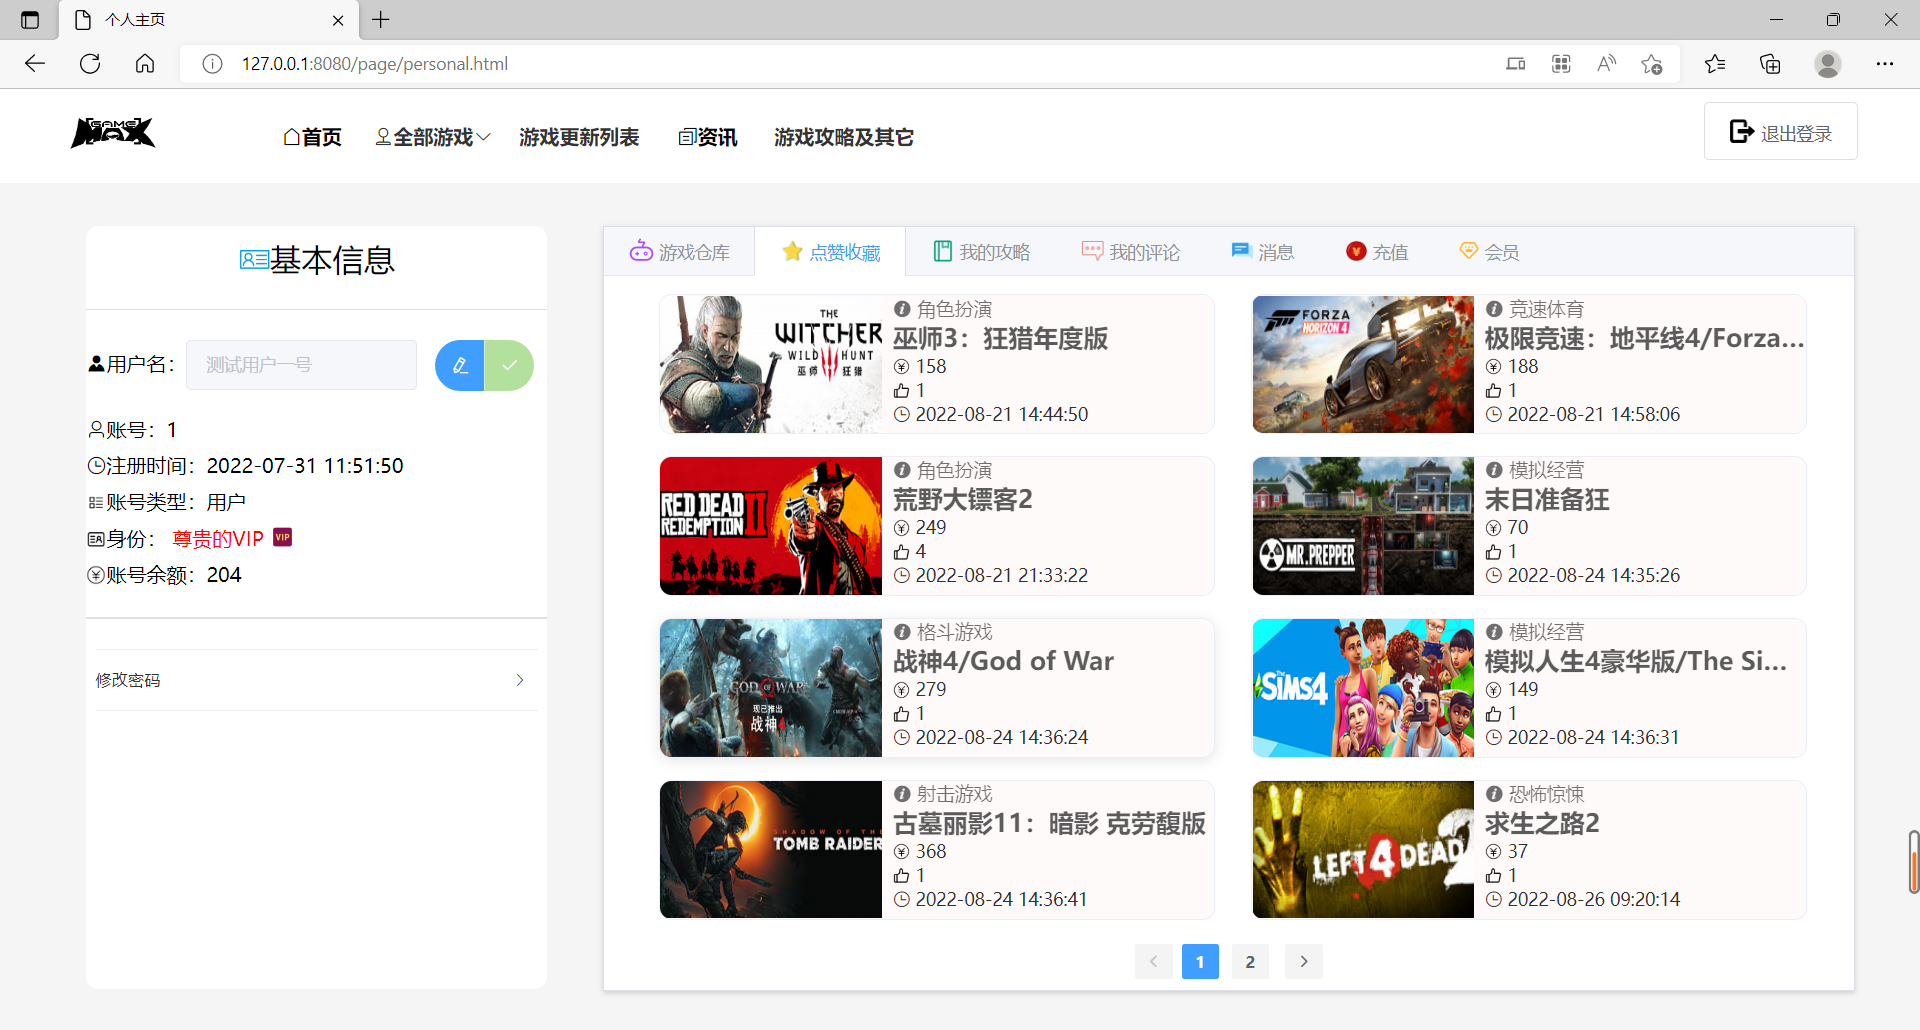 个人主页
127.0.0.1:8080/page/personal.html
GAME
MAX
首页
全部游戏
游戏更新列表
资讯
游戏攻略及其它
退出登录
基本信息
用户名：
测试用户一号
账号：1
注册时间：2022-07-31 11:51:50
账号类型：用户
身份： 尊贵的VIP VIP
账号余额：204
修改密码
游戏仓库
点赞收藏
我的攻略
我的评论
消息
充值
会员
THE
WITCHER
WILD HUNT
巫师 狂猎
角色扮演
巫师3：狂猎年度版
158
1
2022-08-21 14:44:50
FORZA
HORIZON 4
竞速体育
极限竞速：地平线4/Forza...
188
1
2022-08-21 14:58:06
RED DEAD
REDEMPTION
II
角色扮演
荒野大镖客2
249
4
2022-08-21 21:33:22
MR.PREPPER
模拟经营
末日准备狂
70
1
2022-08-24 14:35:26
GOD OF WAR
现已推出
战神4
格斗游戏
战神4/God of War
279
1
2022-08-24 14:36:24
The
SIMS4
模拟经营
模拟人生4豪华版/The Si...
149
1
2022-08-24 14:36:31
SHADOW OF THE
TOMB RAIDER
射击游戏
古墓丽影11：暗影 克劳馥版
368
1
2022-08-24 14:36:41
LEFT 4 DEAD 2
恐怖惊悚
求生之路2
37
1
2022-08-26 09:20:14
1
2